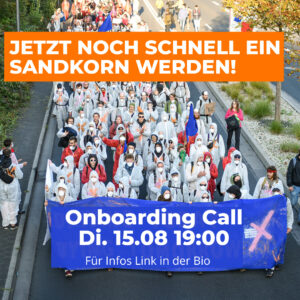 JETZT NOCH SCHNELL EIN
SANDKORN WERDEN!
Onboarding Call
Di. 15.08 19:00
Für Infos Link in der Bio